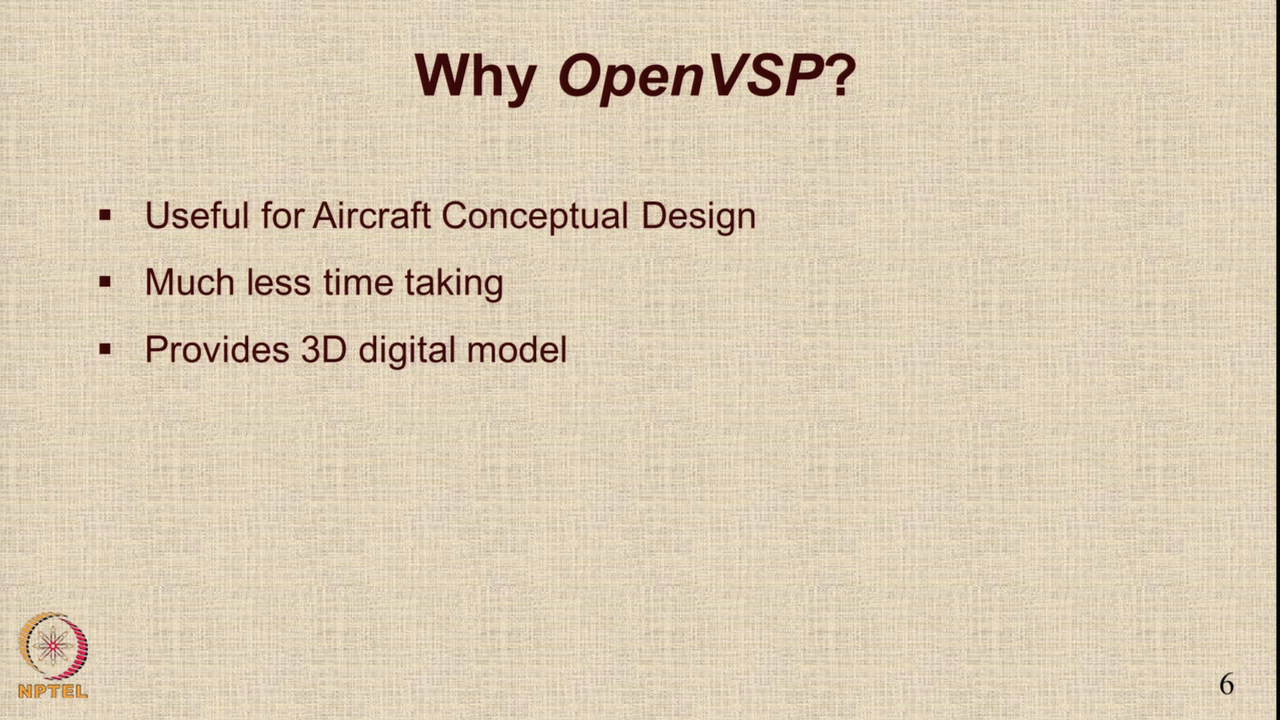 Why OpenVSP?
▪ Useful for Aircraft Conceptual Design
▪ Much less time taking
▪ Provides 3D digital model
NPTEL
6